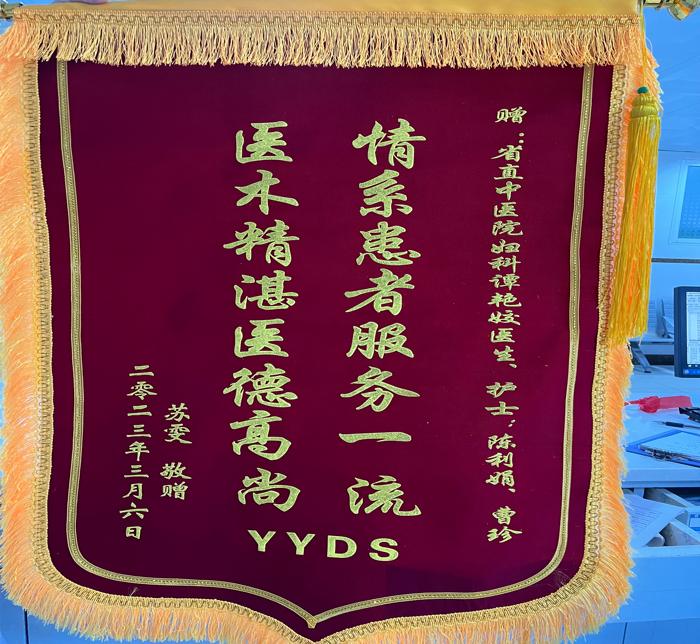 赠：省直中医院妇科谭艳姣医生、护士；陈利娟、曹珍
情系患者服务一流
医术精湛医德高尚
YYDS
苏雯 敬赠
二零二三年三月六日